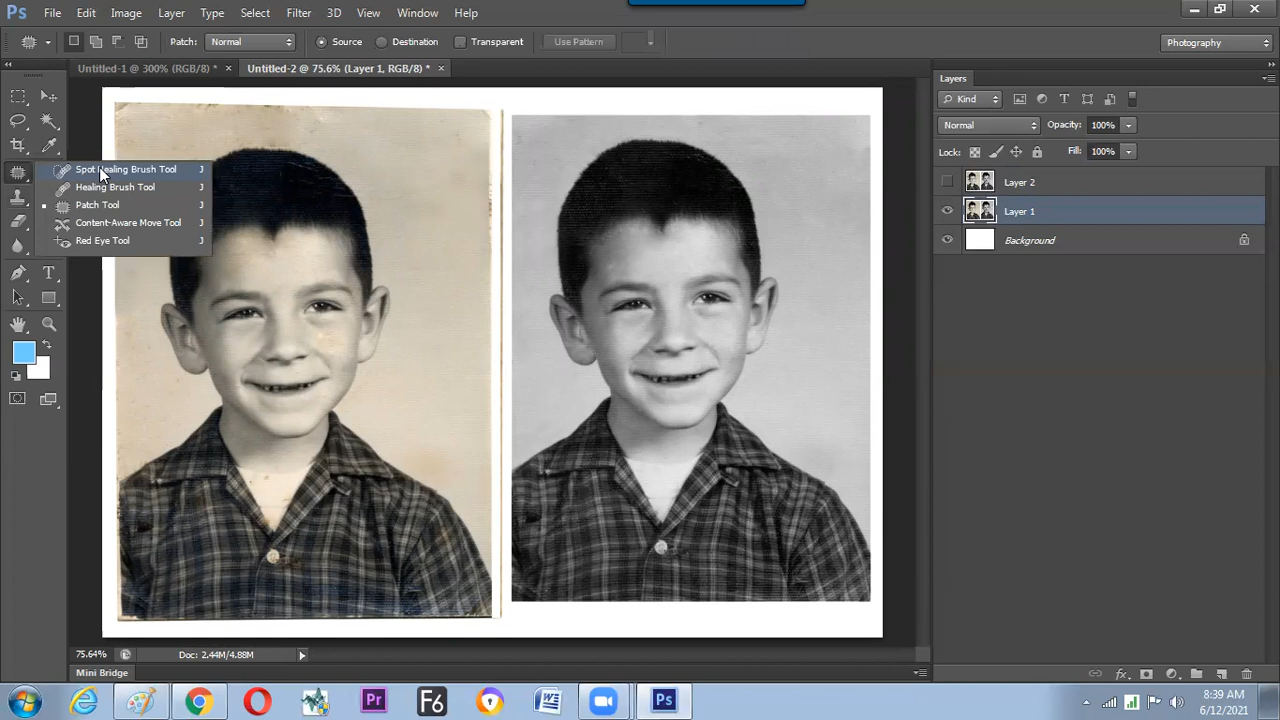 Ps File Edit Image Layer Type Select Filter 3D View Window Help
Patch: Normal Source Destination Transparent Use Pattern Photography
Untitled-1 @ 300% (RGB/8) * × Untitled-2 @ 75.6% (Layer 1, RGB/8) * ×
Layers
Kind
Normal Opacity: 100%
Lock: Fill: 100%
Spot Healing Brush Tool J
Healing Brush Tool J
Patch Tool J
Content-Aware Move Tool J
Red Eye Tool J
Layer 2
Layer 1
Background
75.64% Doc: 2.44M/4.88M
Mini Bridge
Pr F6 W Ps
8:39 AM
6/12/2021